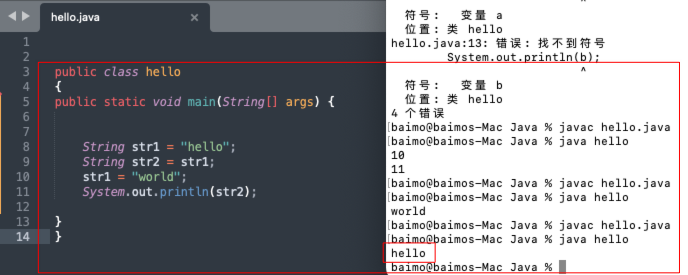 hello.java
1
2
3 public class hello
4 {
5 public static void main(String[] args) {
6
7
8 String str1 = "hello";
9 String str2 = str1;
10 str1 = "world";
11 System.out.println(str2);
12
13 }
14 }
^
符号:   变量 a
位置: 类 hello
hello.java:13: 错误: 找不到符号
System.out.println(b);
^
符号:   变量 b
位置: 类 hello
4 个错误
[baimo@baimos-Mac Java % javac hello.java
[baimo@baimos-Mac Java % java hello
10
11
[baimo@baimos-Mac Java % javac hello.java
[baimo@baimos-Mac Java % java hello
world
[baimo@baimos-Mac Java % javac hello.java
[baimo@baimos-Mac Java % java hello
hello
baimo@baimos-Mac Java %